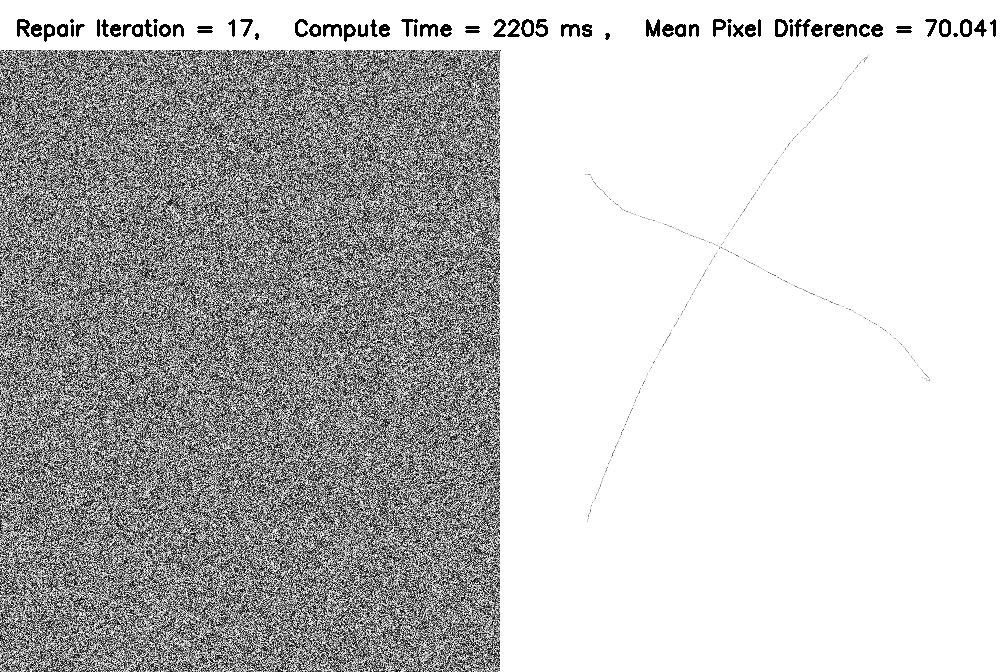 Repair Iteration = 17,   Compute Time = 2205 ms ,   Mean Pixel Difference = 70.041